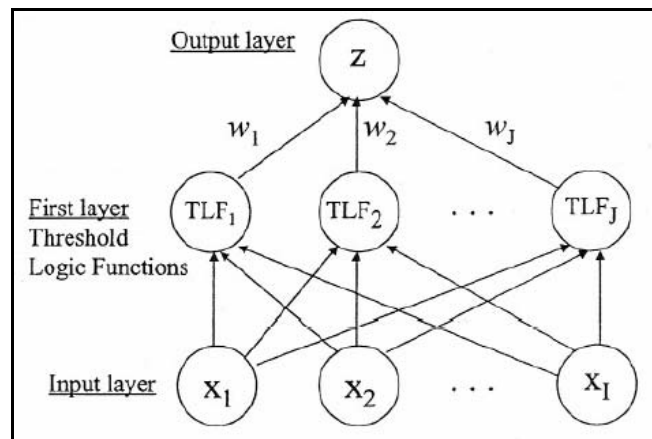 Output layer
z
w1 w2 wJ
First layer
Threshold
Logic Functions
TLF1 TLF2 . . . TLFJ
Input layer
x1 x2 . . . xI